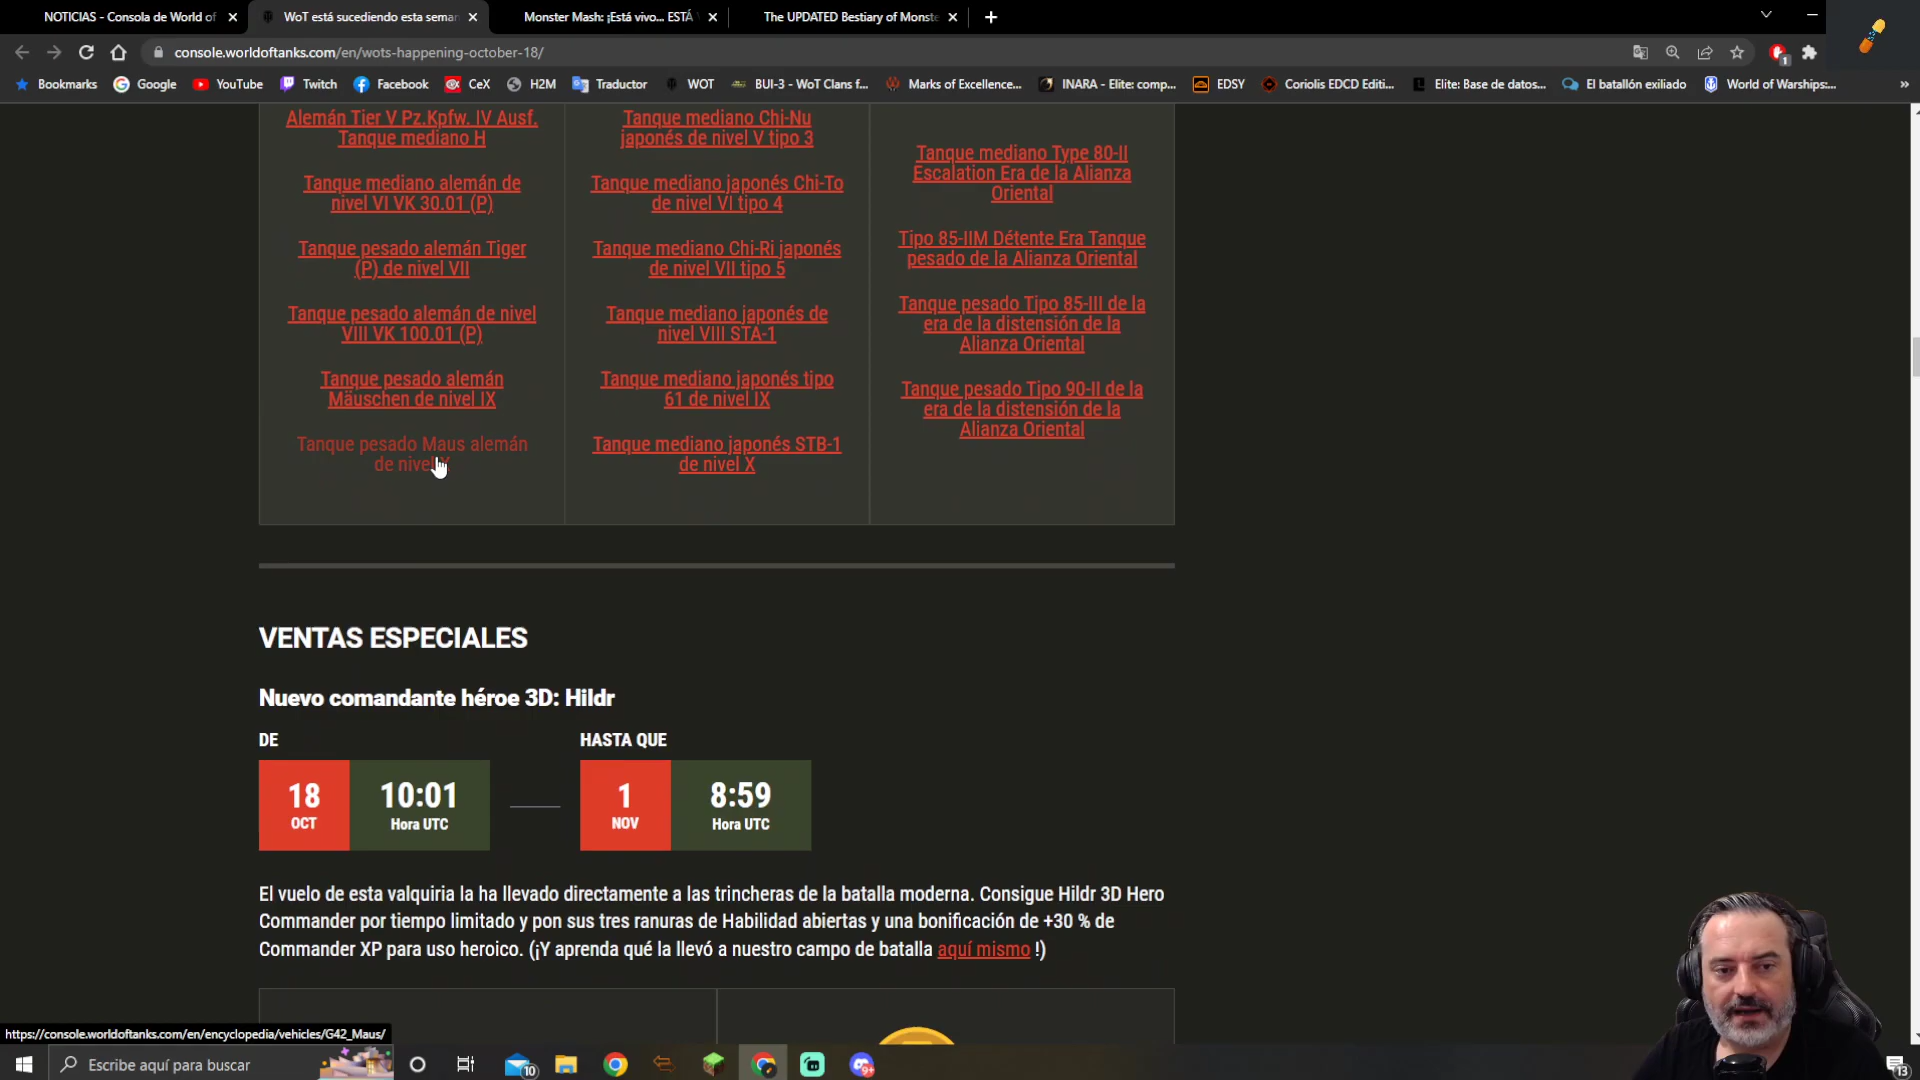 NOTICIAS - Consola de World of
WoT está sucediendo esta seman
Monster Mash: ¡Está vivo... ESTÁ
The UPDATED Bestiary of Monste
console.worldoftanks.com/en/wots-happening-october-18/
1
Bookmarks
Google
YouTube
Twitch
Facebook
CeX
H2M
Traductor
WOT
BUI-3 - WoT Clans f...
Marks of Excellence...
INARA - Elite: comp...
EDSY
Coriolis EDCD Editi...
Elite: Base de datos...
El batallón exiliado
World of Warships:...
»
Alemán Tier V Pz.Kpfw. IV Ausf.
Tanque mediano H
Tanque mediano alemán de
nivel VI VK 30.01 (P)
Tanque pesado alemán Tiger
(P) de nivel VII
Tanque pesado alemán de nivel
VIII VK 100.01 (P)
Tanque pesado alemán
Mäuschen de nivel IX
Tanque pesado Maus alemán
de nivel X
Tanque mediano Chi-Nu
japonés de nivel V tipo 3
Tanque mediano japonés Chi-To
de nivel VI tipo 4
Tanque mediano Chi-Ri japonés
de nivel VII tipo 5
Tanque mediano japonés de
nivel VIII STA-1
Tanque mediano japonés tipo
61 de nivel IX
Tanque mediano japonés STB-1
de nivel X
Tanque mediano Type 80-II
Escalation Era de la Alianza
Oriental
Tipo 85-IIM Détente Era Tanque
pesado de la Alianza Oriental
Tanque pesado Tipo 85-III de la
era de la distensión de la
Alianza Oriental
Tanque pesado Tipo 90-II de la
era de la distensión de la
Alianza Oriental
VENTAS ESPECIALES
Nuevo comandante héroe 3D: Hildr
DE
18
OCT
10:01
Hora UTC
HASTA QUE
1
NOV
8:59
Hora UTC
El vuelo de esta valquiria la ha llevado directamente a las trincheras de la batalla moderna. Consigue Hildr 3D Hero
Commander por tiempo limitado y pon sus tres ranuras de Habilidad abiertas y una bonificación de +30 % de
Commander XP para uso heroico. (¡Y aprenda qué la llevó a nuestro campo de batalla aquí mismo !)
https://console.worldoftanks.com/en/encyclopedia/vehicles/G42_Maus/
Escribe aquí para buscar
10
9+
13